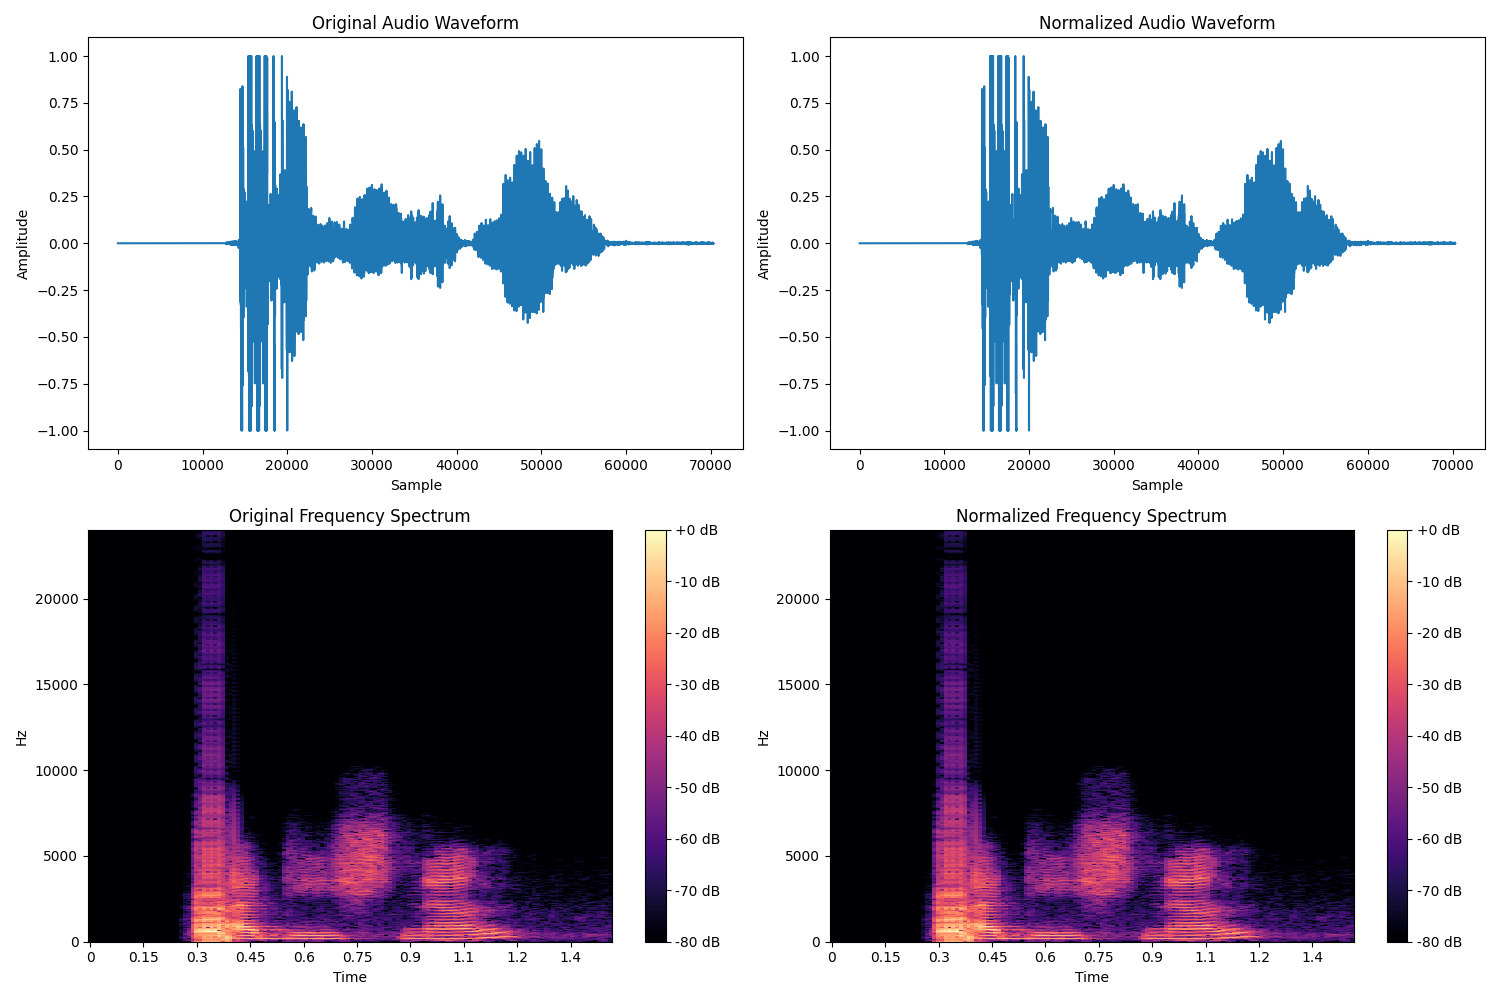 Original Audio Waveform
Normalized Audio Waveform
1.00
0.75
0.50
0.25
0.00
−0.25
−0.50
−0.75
−1.00
Amplitude
0 10000 20000 30000 40000 50000 60000 70000
Sample
1.00
0.75
0.50
0.25
0.00
−0.25
−0.50
−0.75
−1.00
Amplitude
0 10000 20000 30000 40000 50000 60000 70000
Sample
Original Frequency Spectrum
20000
15000
10000
5000
0
Hz
0 0.15 0.3 0.45 0.6 0.75 0.9 1.1 1.2 1.4
Time
+0 dB
-10 dB
-20 dB
-30 dB
-40 dB
-50 dB
-60 dB
-70 dB
-80 dB
Normalized Frequency Spectrum
20000
15000
10000
5000
0
Hz
0 0.15 0.3 0.45 0.6 0.75 0.9 1.1 1.2 1.4
Time
+0 dB
-10 dB
-20 dB
-30 dB
-40 dB
-50 dB
-60 dB
-70 dB
-80 dB